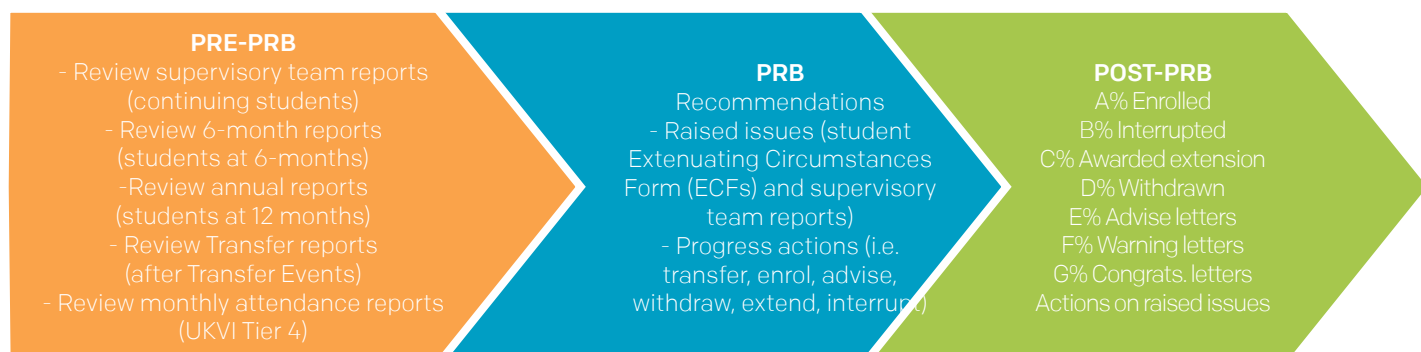 PRE-PRB
- Review supervisory team reports
(continuing students)
- Review 6-month reports
(students at 6-months)
-Review annual reports
(students at 12 months)
- Review Transfer reports
(after Transfer Events)
- Review monthly attendance reports
(UKVI Tier 4)
PRB
Recommendations
- Raised issues (student
Extenuating Circumstances
Form (ECFs) and supervisory
team reports)
- Progress actions (i.e.
transfer, enrol, advise,
withdraw, extend, interrupt)
POST-PRB
A% Enrolled
B% Interrupted
C% Awarded extension
D% Withdrawn
E% Advise letters
F% Warning letters
G% Congrats. letters
Actions on raised issues